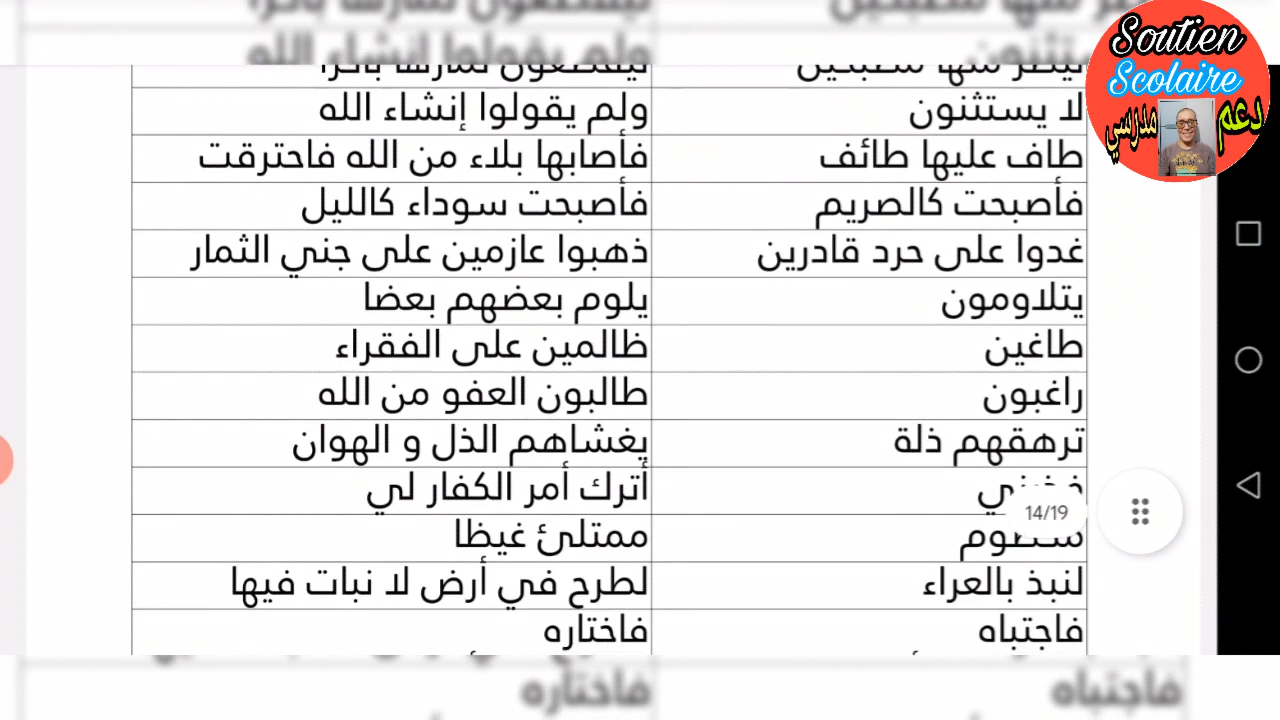 Soutien
Scolaire
دعم مدرسي
لا يستثنون ولم يقولوا إنشاء الله
طاف عليها طائف فأصابها بلاء من الله فاحترقت
فأصبحت كالصريم فأصبحت سوداء كالليل
غدوا على حرد قادرين ذهبوا عازمين على جني الثمار
يتلاومون يلوم بعضهم بعضا
طاغين ظالمين على الفقراء
راغبون طالبون العفو من الله
ترهقهم ذلة يغشاهم الذل و الهوان
أترك أمر الكفار لي
14/19
ممتلئ غيظا
لنبذ بالعراء لطرح في أرض لا نبات فيها
فاجتباه فاختاره